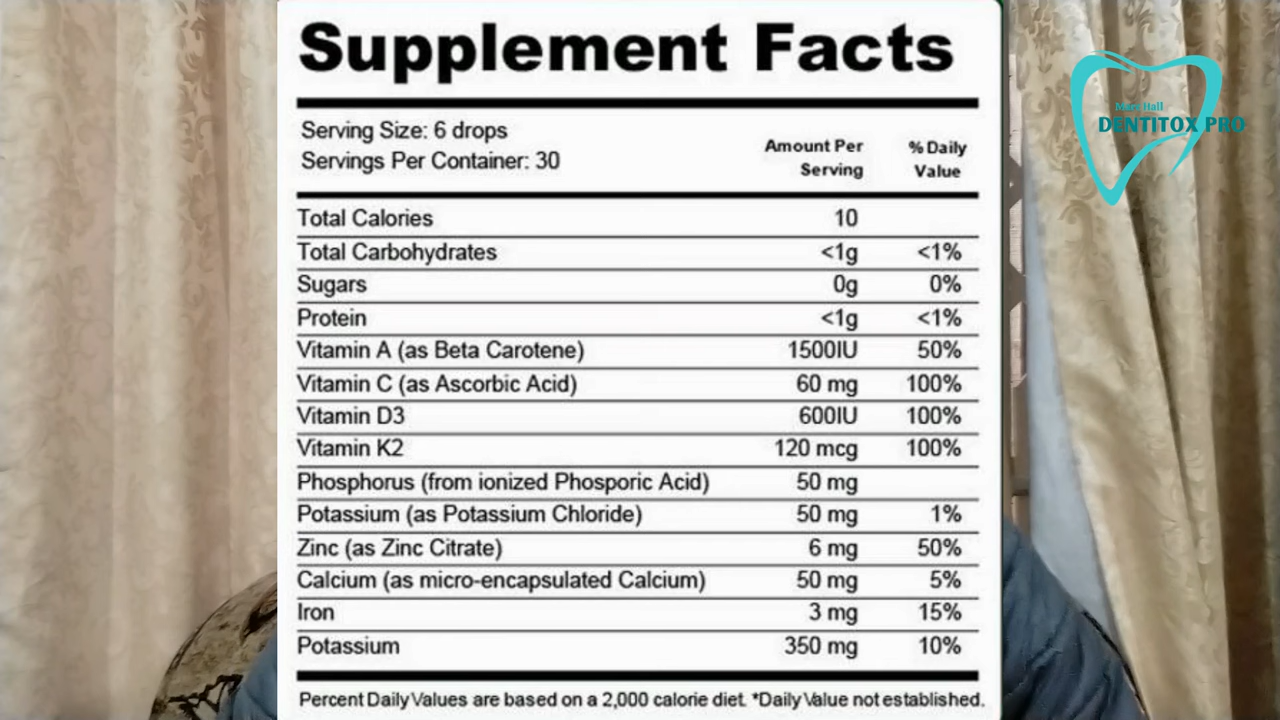 Supplement Facts
Serving Size: 6 drops
Servings Per Container: 30
Amount Per Serving
% Daily Value
Total Calories 10
Total Carbohydrates <1g <1%
Sugars 0g 0%
Protein <1g <1%
Vitamin A (as Beta Carotene) 1500IU 50%
Vitamin C (as Ascorbic Acid) 60 mg 100%
Vitamin D3 600IU 100%
Vitamin K2 120 mcg 100%
Phosphorus (from ionized Phosporic Acid) 50 mg
Potassium (as Potassium Chloride) 50 mg 1%
Zinc (as Zinc Citrate) 6 mg 50%
Calcium (as micro-encapsulated Calcium) 50 mg 5%
Iron 3 mg 15%
Potassium 350 mg 10%
Percent Daily Values are based on a 2,000 calorie diet. *Daily Value not established.
Hall
DENTITOX PRO